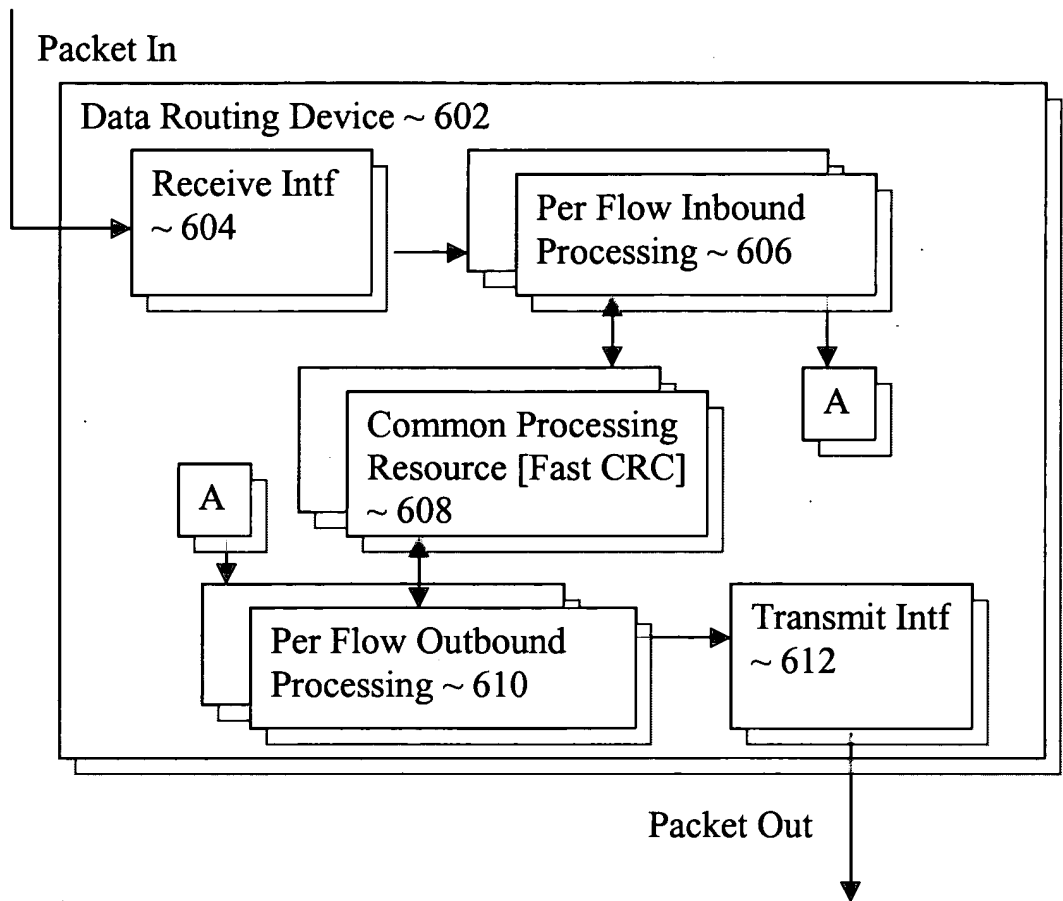 Packet In
Data Routing Device ~ 602
Receive Intf
~ 604
Per Flow Inbound
Processing ~ 606
A
Common Processing
Resource [Fast CRC]
~ 608
A
Per Flow Outbound
Processing ~ 610
Transmit Intf
~ 612
Packet Out